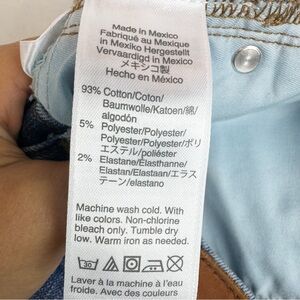 Made in Mexico
Fabriqué au Mexique
in Mexiko Hergestellt
Vervaardigd in Mexico
メキシコ製
Hecho en México
93% Cotton/Coton/
Baumwolle/Katoen/綿/
algodón
5% Polyester/Polyester/
Polyester/Polyester/ポリ
エステル/poliéster
2% Elastane/Élasthanne/
Elastan/Elastaan/エラス
テーン/elastano
Machine wash cold. With
like colors. Non-chlorine
bleach only. Tumble dry
low. Warm iron as needed.
30
Laver à la machine à l'eau
froide. Avec des couleurs